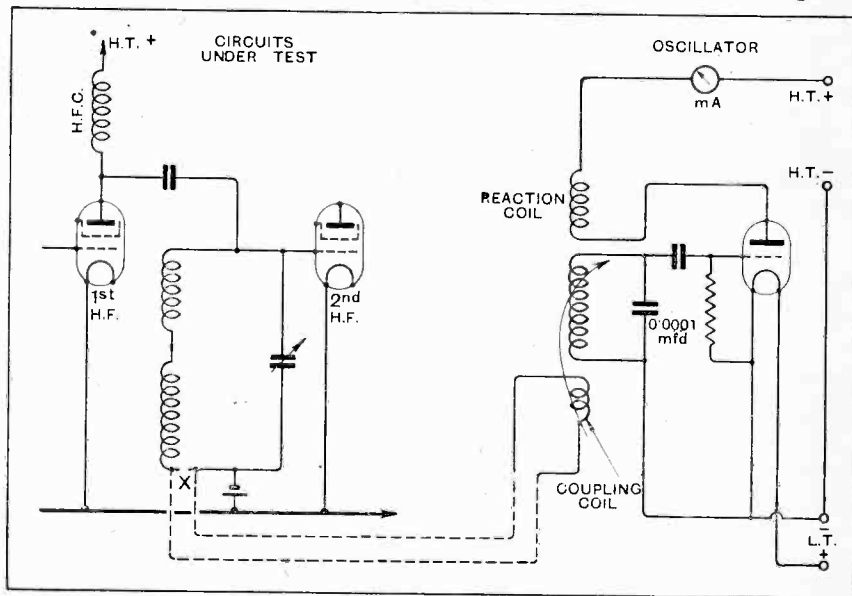 H.T. +
CIRCUITS
UNDER TEST
H.F.C.
1st
H.F.
2nd
H.F.
X
OSCILLATOR
mA
H.T. +
H.T. −
REACTION
COIL
0.0001
mfd
COUPLING
COIL
−
L.T.
+